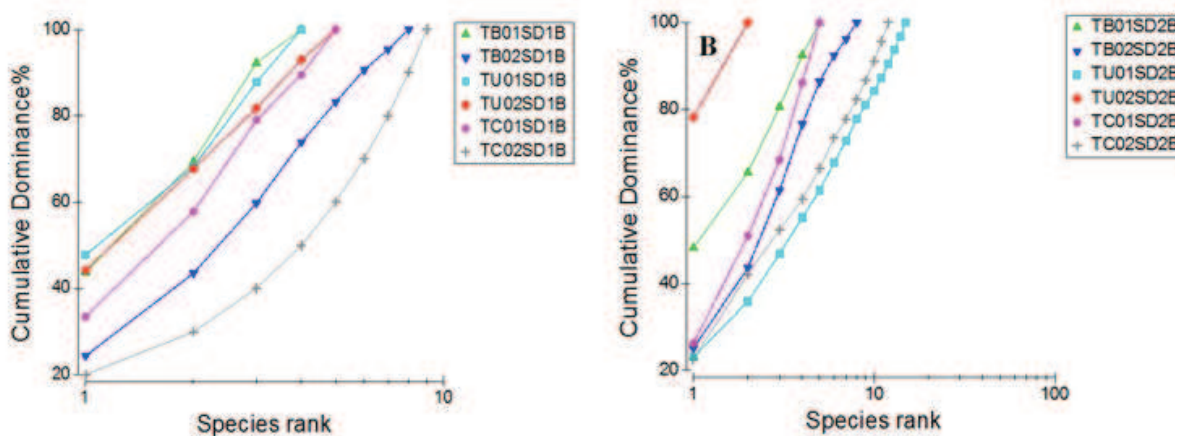 100
80
60
40
20
Cumulative Dominance%
1
10
Species rank
TB01SD1B
TB02SD1B
TU01SD1B
TU02SD1B
TC01SD1B
TC02SD1B
B
100
80
60
40
20
Cumulative Dominance%
1
10
100
Species rank
TB01SD2B
TB02SD2B
TU01SD2B
TU02SD2B
TC01SD2B
TC02SD2B